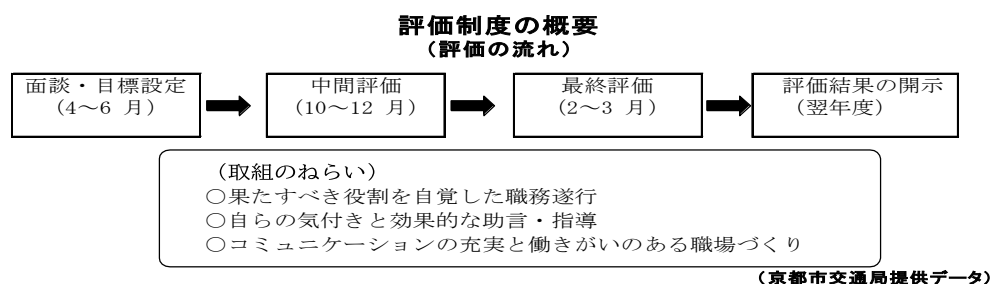 評価制度の概要
（評価の流れ）
面談・目標設定
（4～6 月）
中間評価
（10～12 月）
最終評価
（2～3 月）
評価結果の開示
（翌年度）
（取組のねらい）
○果たすべき役割を自覚した職務遂行
○自らの気付きと効果的な助言・指導
○コミュニケーションの充実と働きがいのある職場づくり
（京都市交通局提供データ）